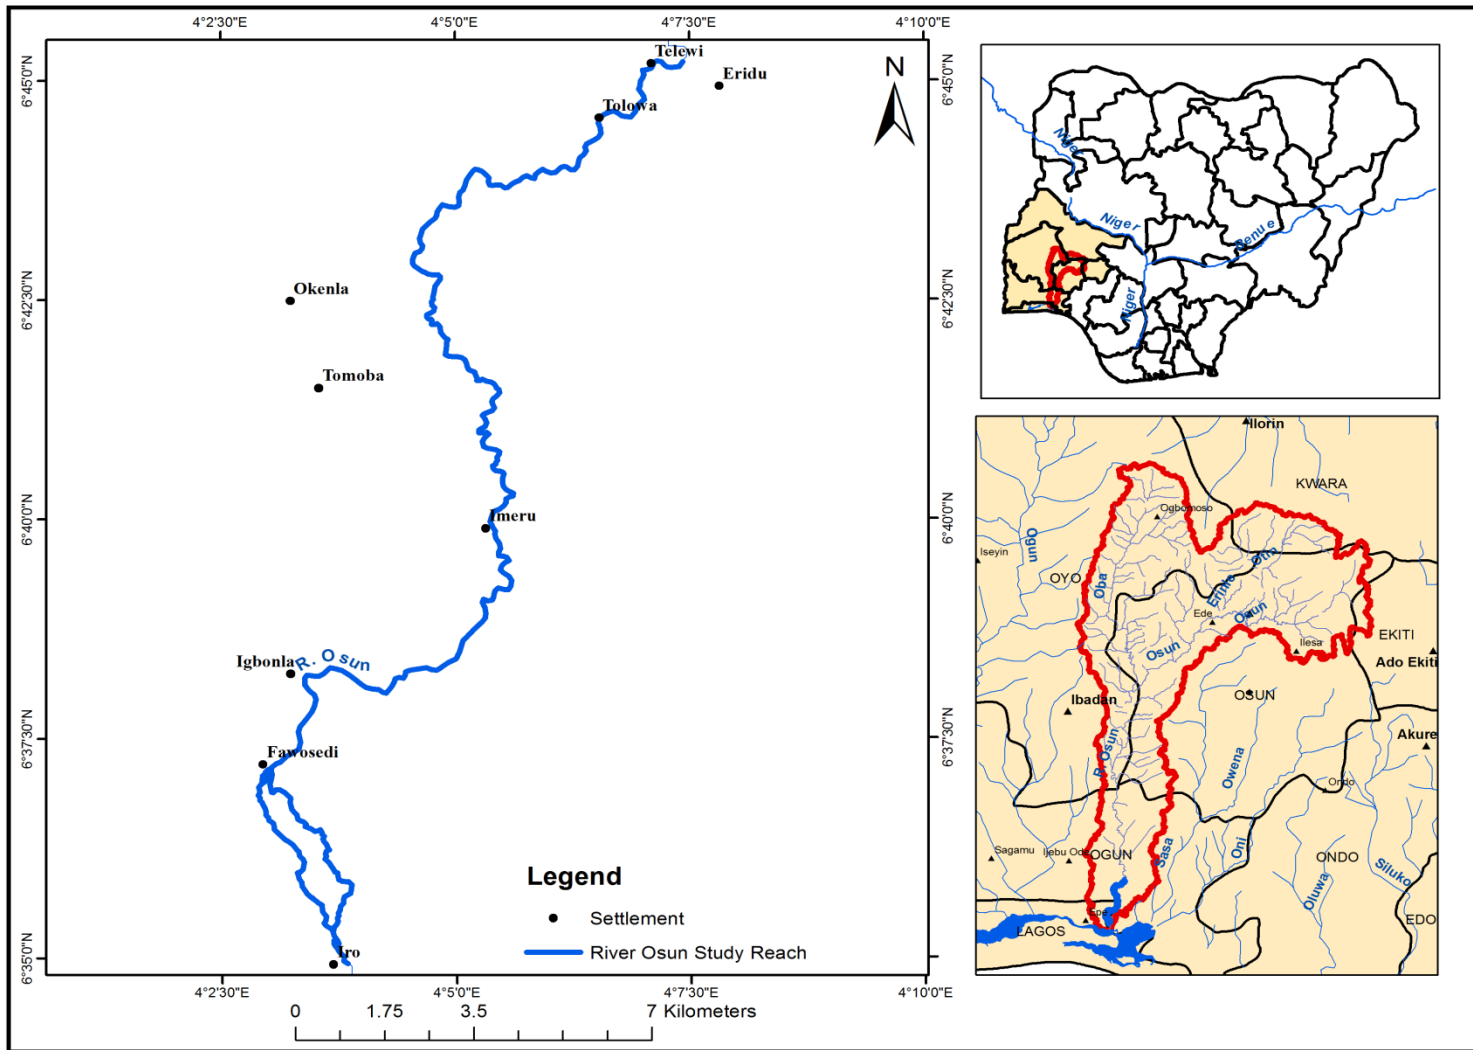 4°2'30"E
4°5'0"E
4°7'30"E
4°10'0"E
6°45'0"N
6°42'30"N
6°40'0"N
6°37'30"N
6°35'0"N
Telewi
Eridu
Tolowa
N
Okenla
Tomoba
Imeru
Igbonla
R. Osun
Fawosedi
Iro
Legend
Settlement
River Osun Study Reach
6°45'0"N
6°42'30"N
6°40'0"N
6°37'30"N
4°2'30"E
4°5'0"E
4°7'30"E
4°10'0"E
0
1.75
3.5
7 Kilometers
Niger
Niger
Benue
Niger
Ilorin
KWARA
Ogbomoso
Iseyin
Ogun
OYO
Oba
Otin
Erinle
Ede
Osun
Osun
Ilesa
EKITI
Ado Ekiti
Ibadan
OSUN
Akure
R. Osun
Owena
Ondo
Sagamu
Ijebu Ode
OGUN
Sasa
Oni
ONDO
Oluwa
Siluko
Epe
LAGOS
EDO